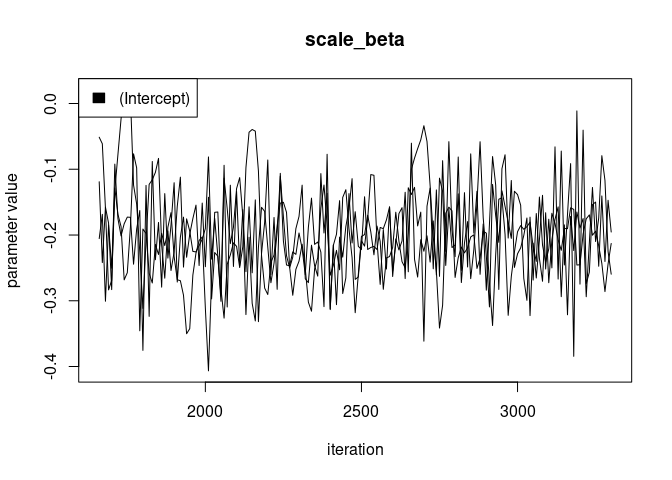 scale_beta
(Intercept)
0.0
-0.1
-0.2
-0.3
-0.4
parameter value
2000 2500 3000
iteration